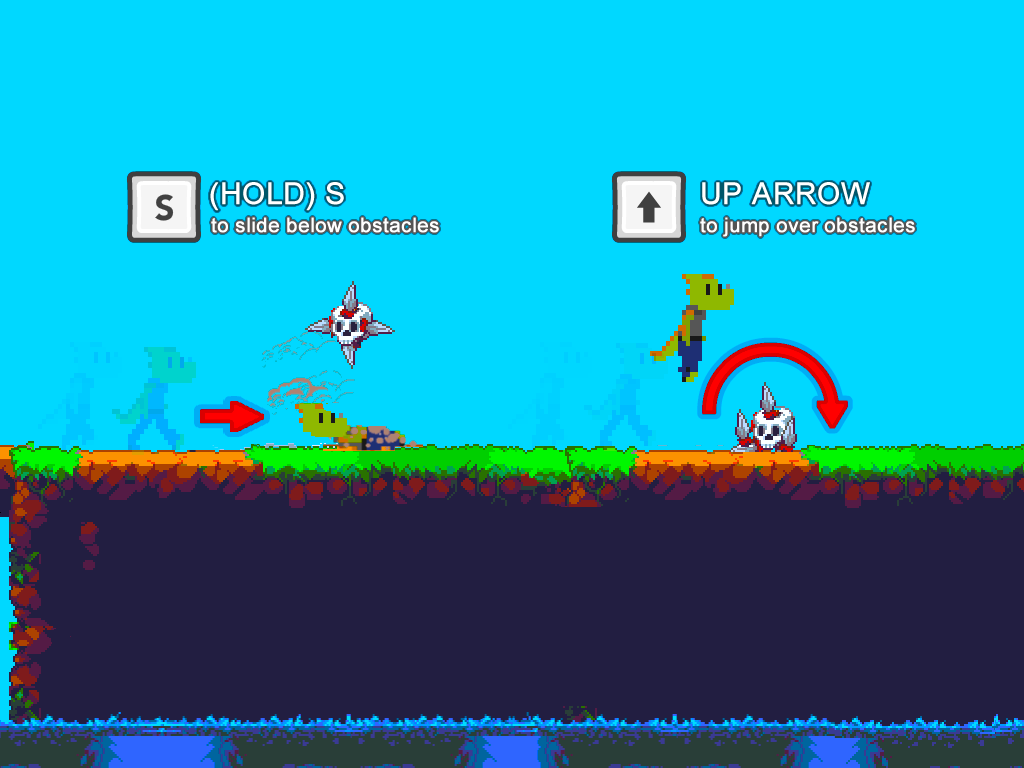 S
(HOLD) S
to slide below obstacles
UP ARROW
to jump over obstacles